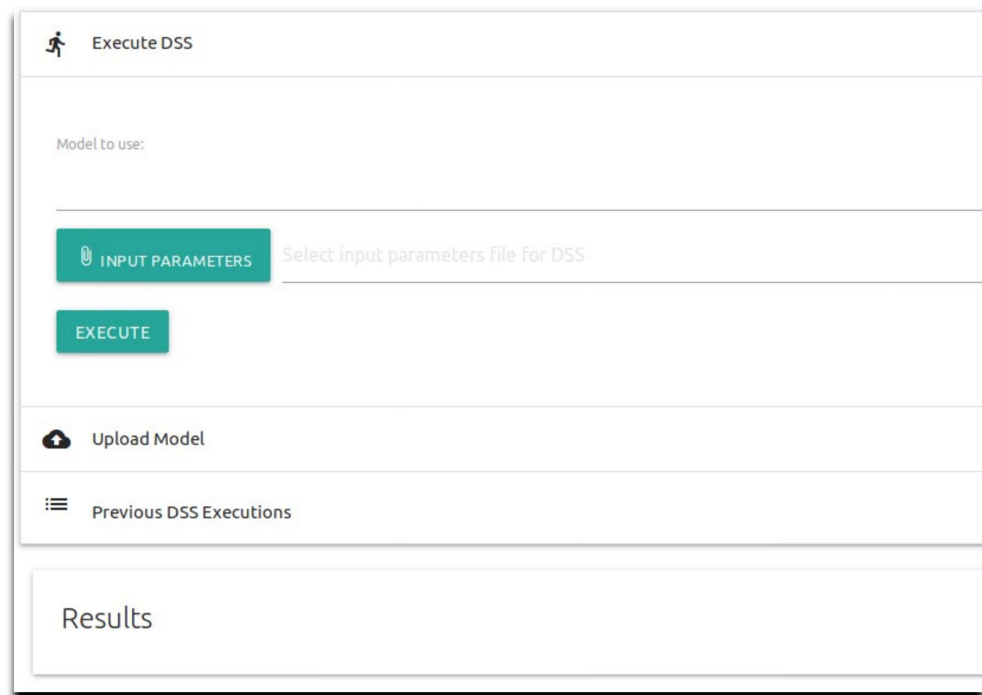 Execute DSS
Model to use:
INPUT PARAMETERS
Select input parameters file for DSS
EXECUTE
Upload Model
Previous DSS Executions
Results